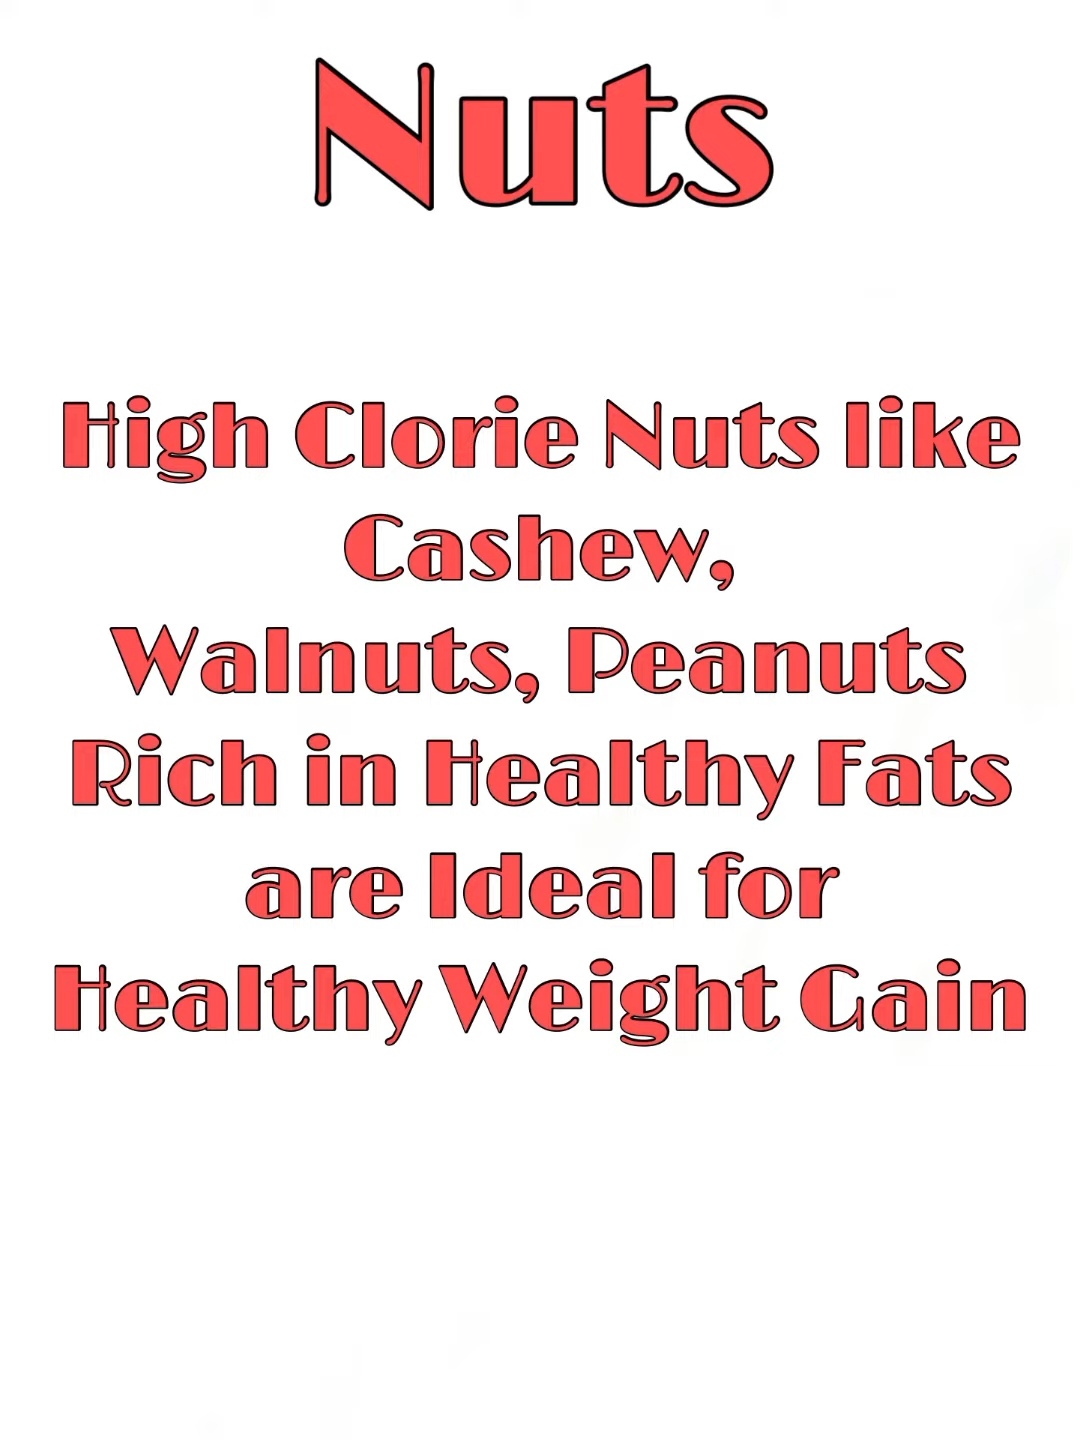 Nuts
High Clorie Nuts like
Cashew,
Walnuts, Peanuts
Rich in Healthy Fats
are Ideal for
Healthy Weight Gain